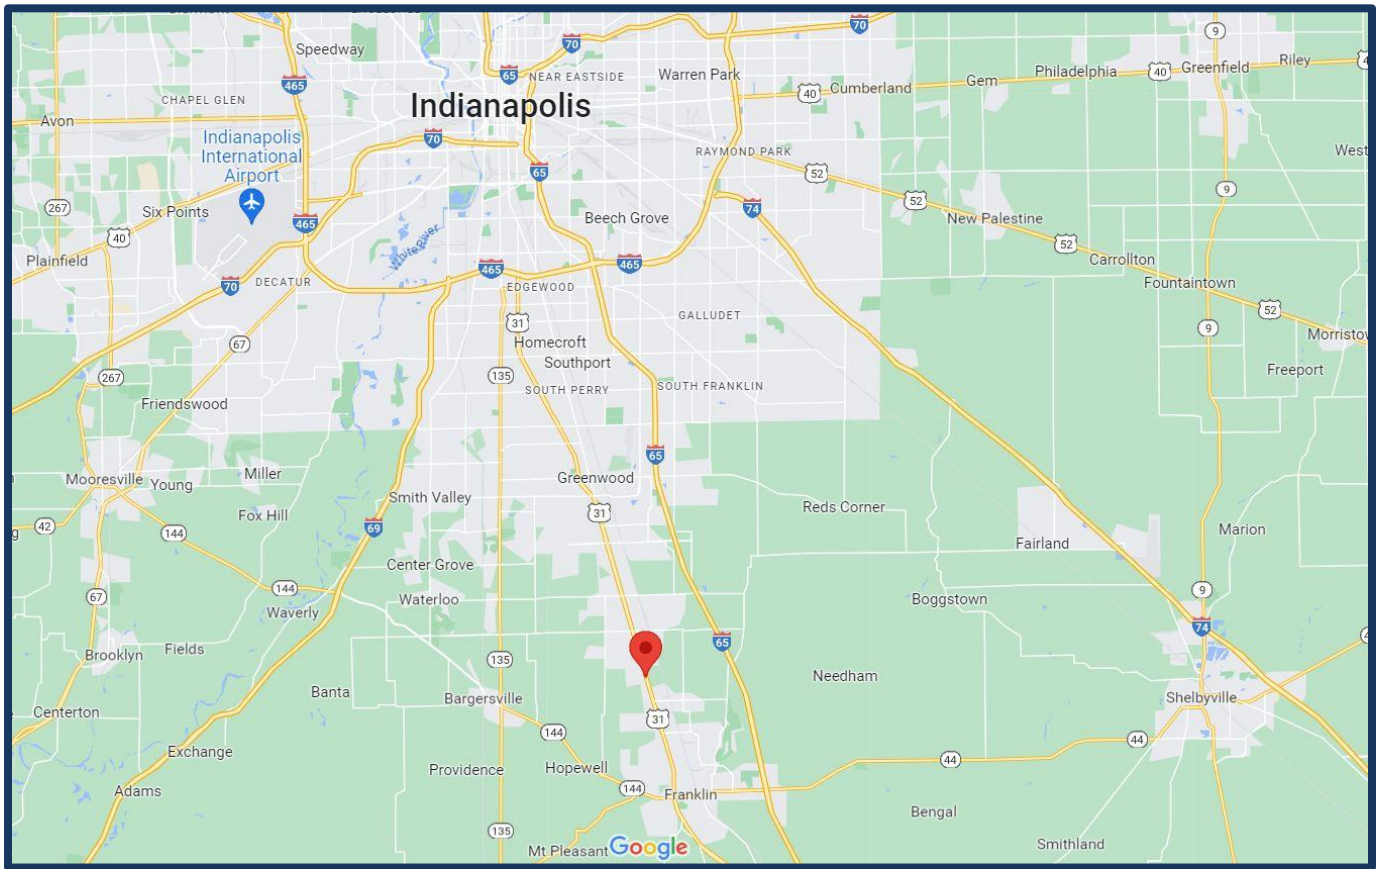 70
9
Speedway
70
65
NEAR EASTSIDE
Warren Park
Gem
Philadelphia
40
Greenfield
Riley
465
CHAPEL GLEN
Indianapolis
40
Cumberland
Avon
Indianapolis
International
Airport
70
65
RAYMOND PARK
52
West
267
Six Points
465
Beech Grove
74
52
9
New Palestine
40
Plainfield
52
Carrollton
70
DECATUR
465
465
EDGEWOOD
Fountaintown
52
31
GALLUDET
9
Morristow
67
Homecroft
Southport
267
135
SOUTH PERRY
SOUTH FRANKLIN
Freeport
Friendswood
65
Mooresville
Young
Miller
Smith Valley
Greenwood
42
144
Fox Hill
69
31
Reds Corner
Marion
Fairland
Center Grove
67
144
Waverly
Waterloo
Boggstown
9
74
Brooklyn
Fields
135
65
Banta
Bargersville
Needham
Shelbyville
Centerton
31
144
44
Exchange
Providence
Hopewell
44
Adams
144
Franklin
135
Bengal
Mt Pleasant
Google
Smithland